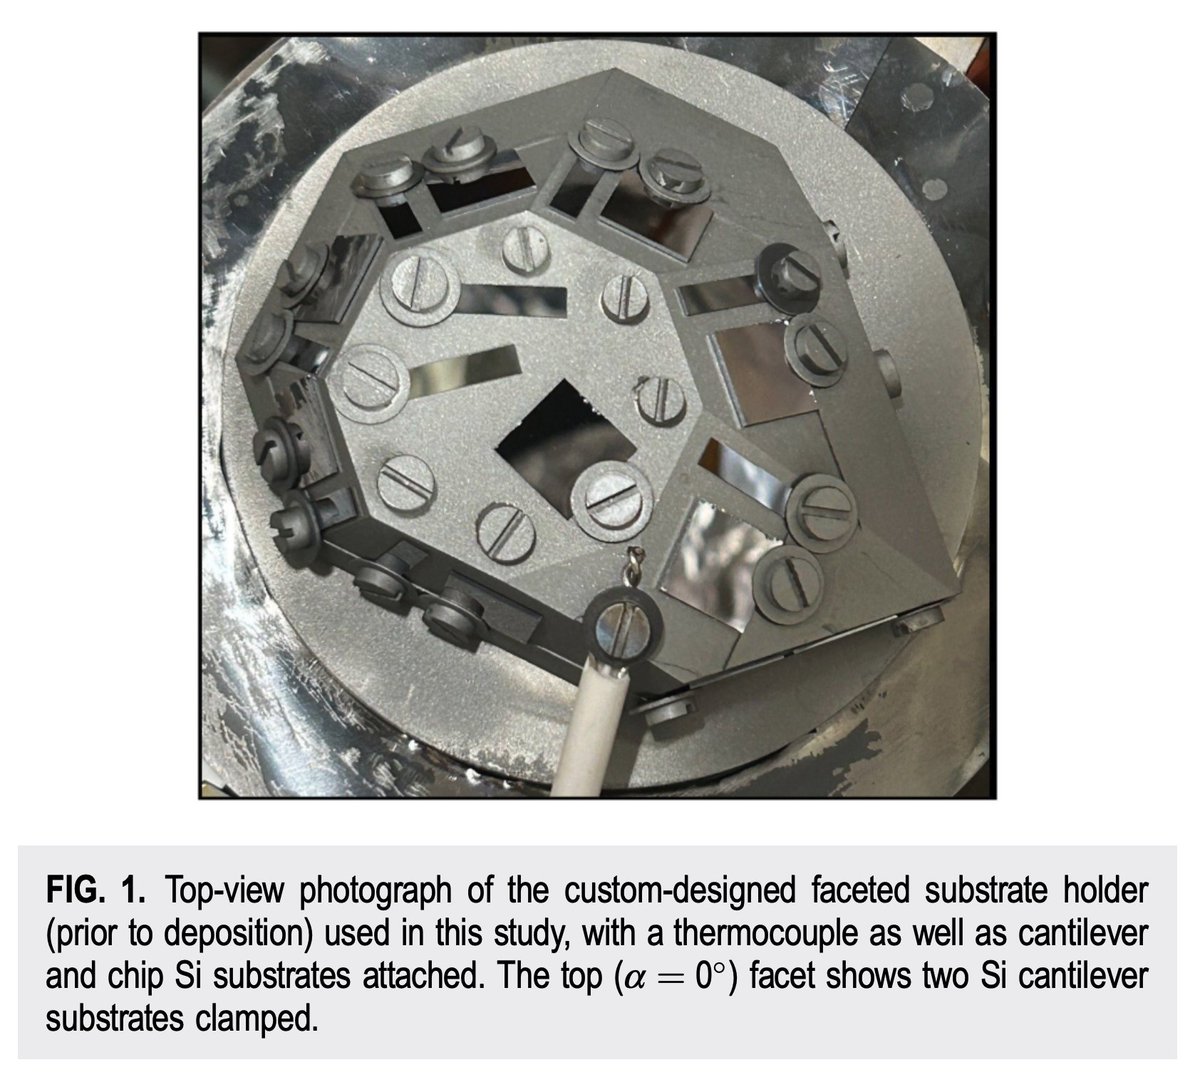 FIG. 1. Top-view photograph of the custom-designed faceted substrate holder
(prior to deposition) used in this study, with a thermocouple as well as cantilever
and chip Si substrates attached. The top (α = 0°) facet shows two Si cantilever
substrates clamped.